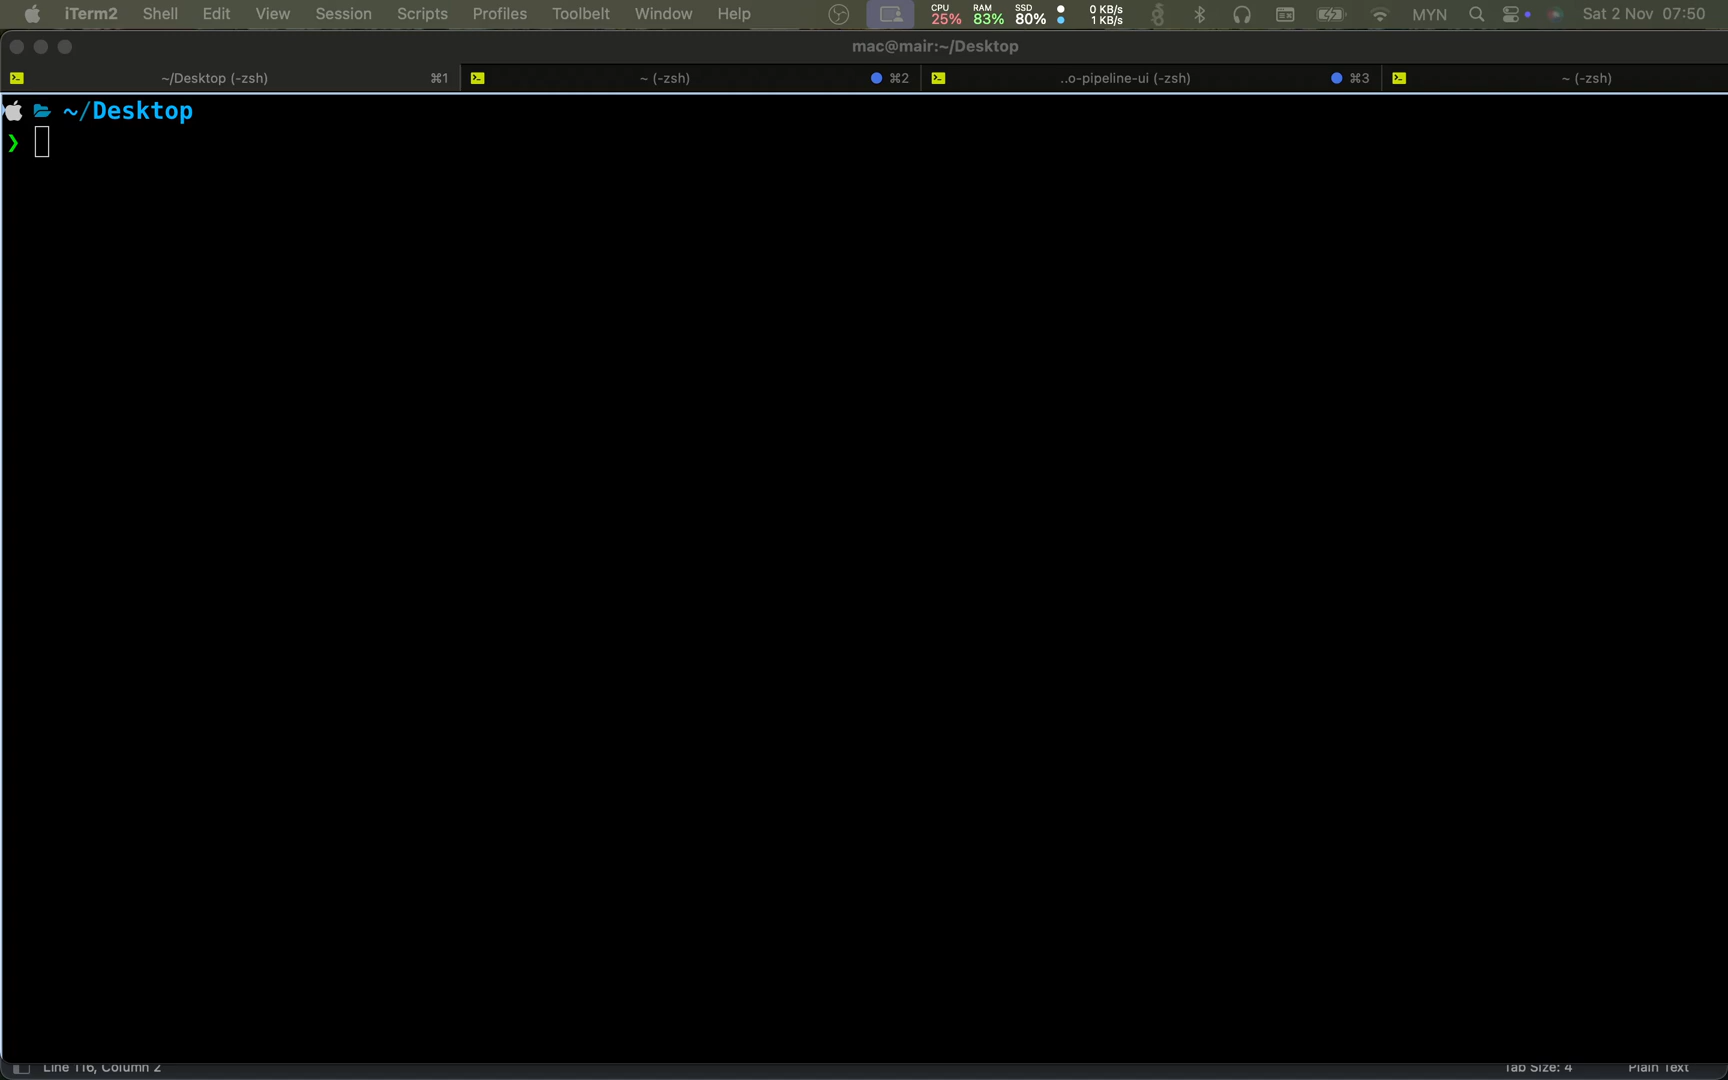 iTerm2 Shell Edit View Session Scripts Profiles Toolbelt Window Help CPU 25% RAM 83% SSD 80% 0 KB/s 1 KB/s MYN Sat 2 Nov 07:50
mac@mair:~/Desktop
~/Desktop (-zsh) ⌘1 ~ (-zsh) ⌘2 ..o-pipeline-ui (-zsh) ⌘3 ~ (-zsh)
~/Desktop
❯
Line 116, Column 2 Tab Size: 4 Plain Text